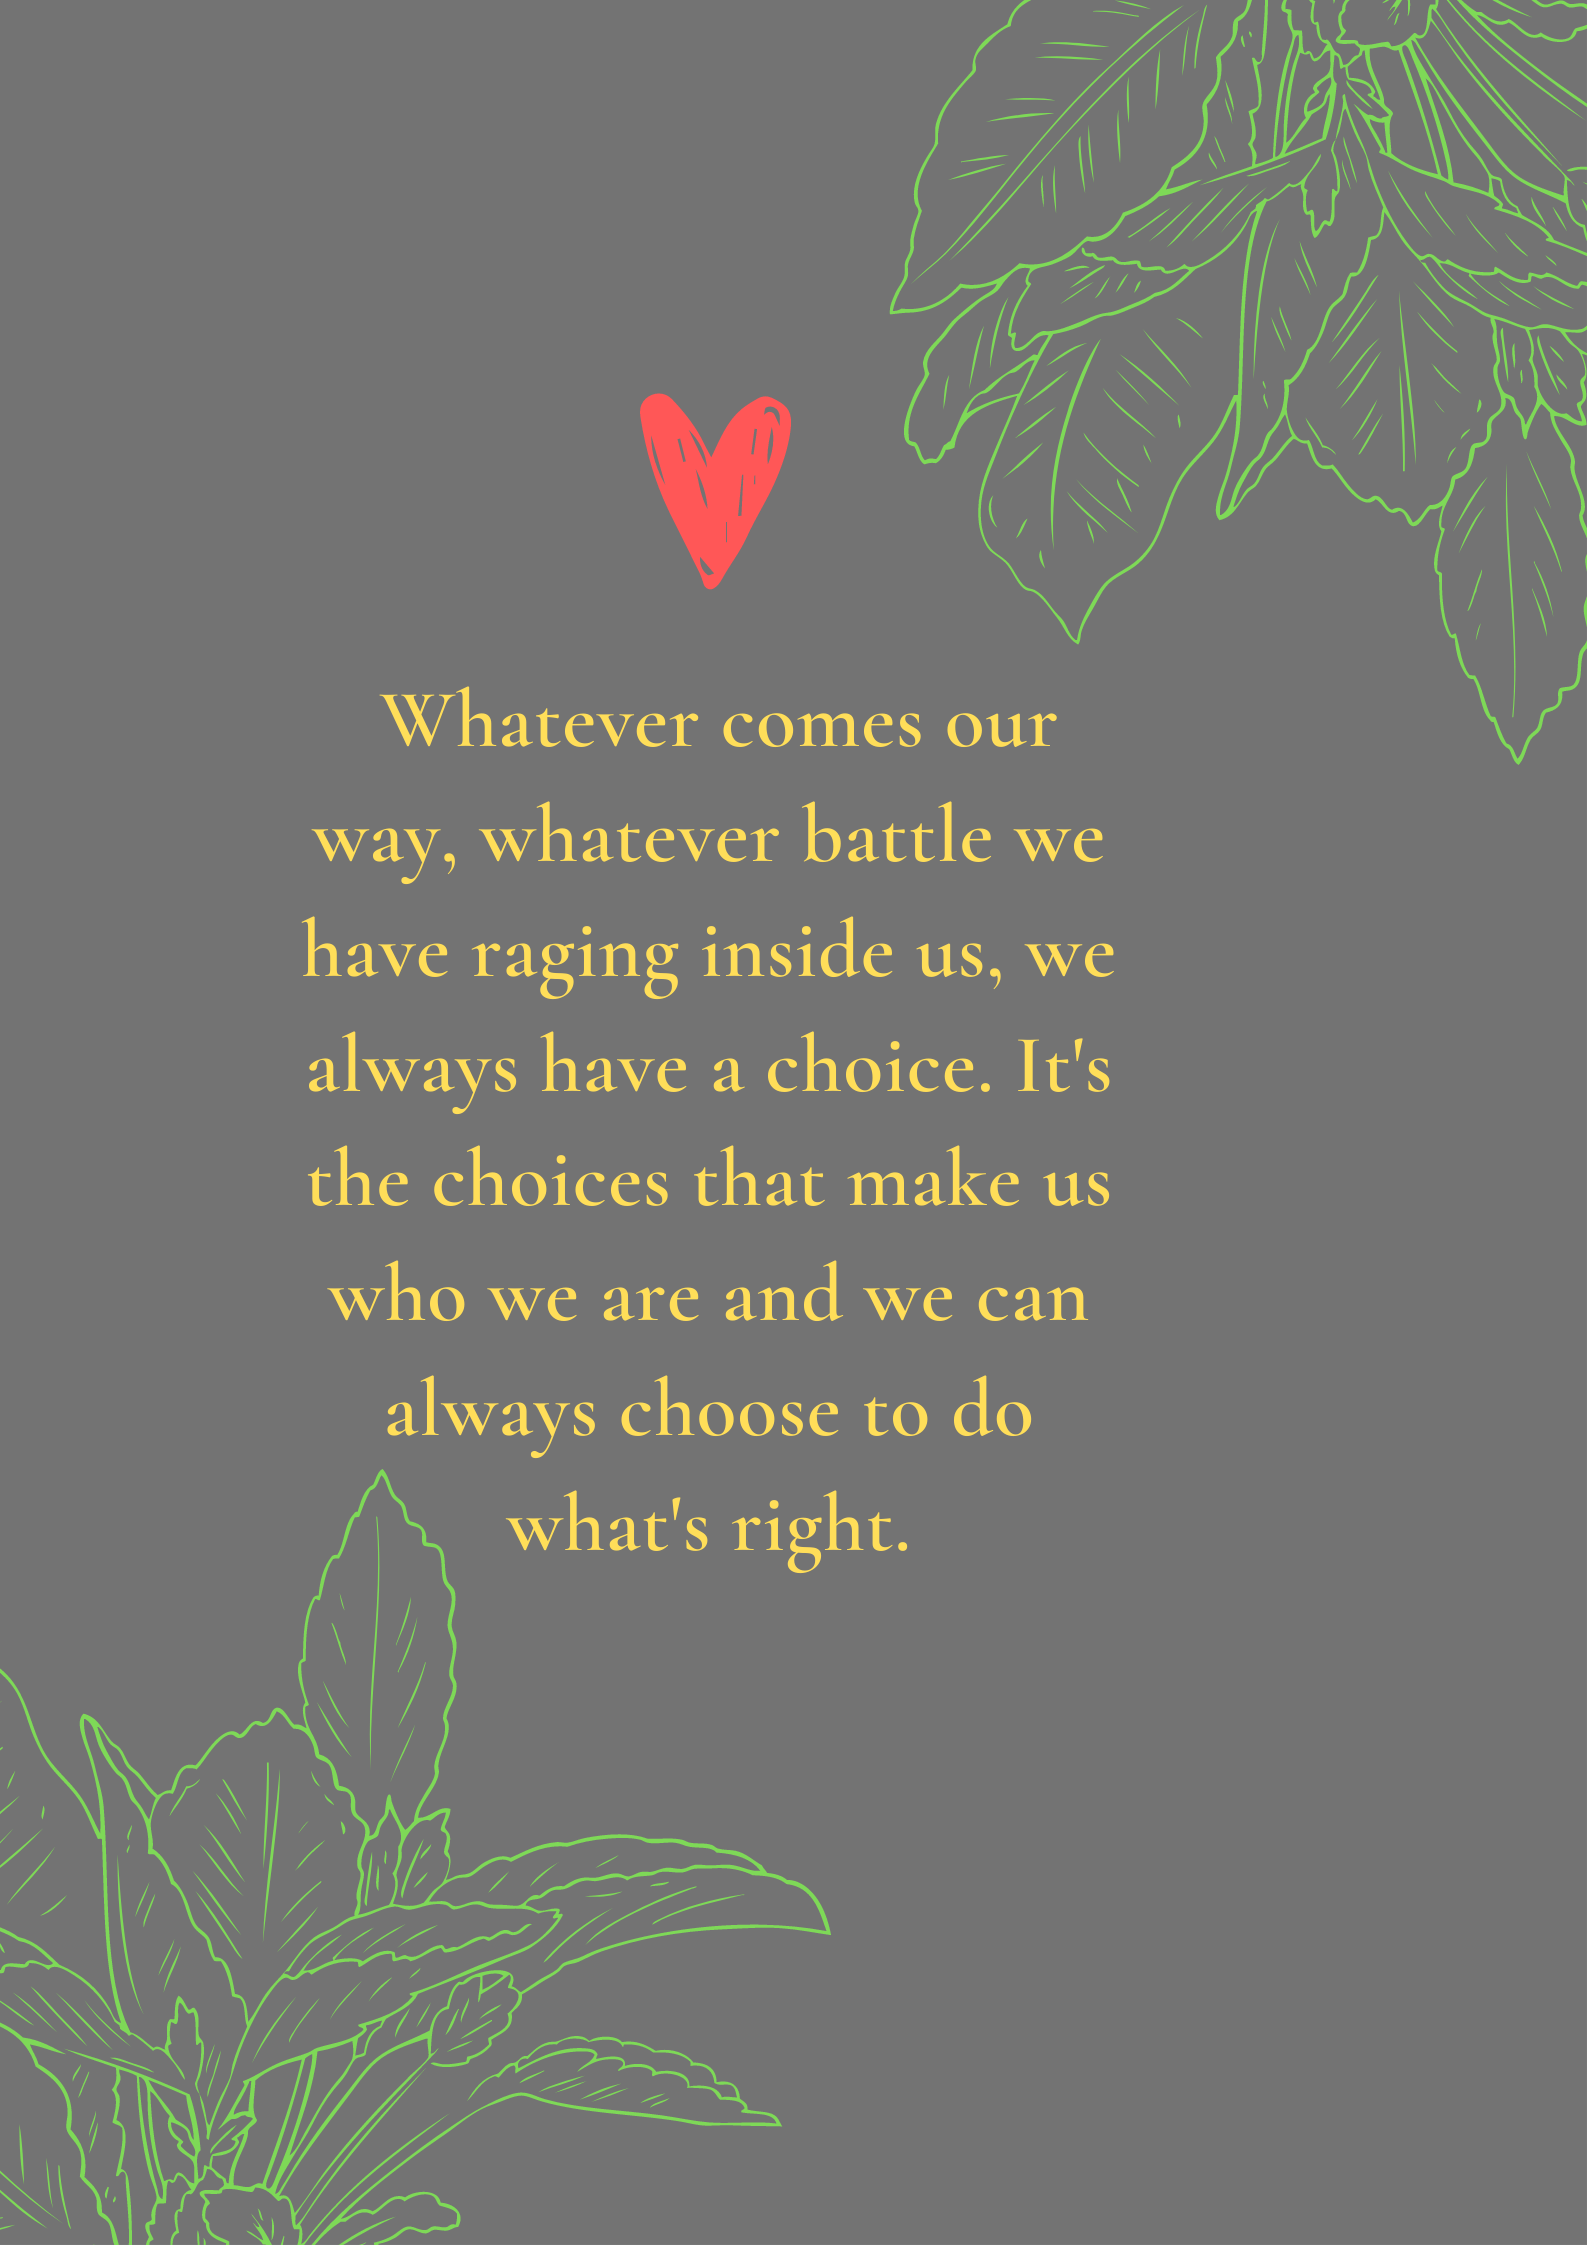 Whatever comes our
way, whatever battle we
have raging inside us, we
always have a choice. It's
the choices that make us
who we are and we can
always choose to do
what's right.